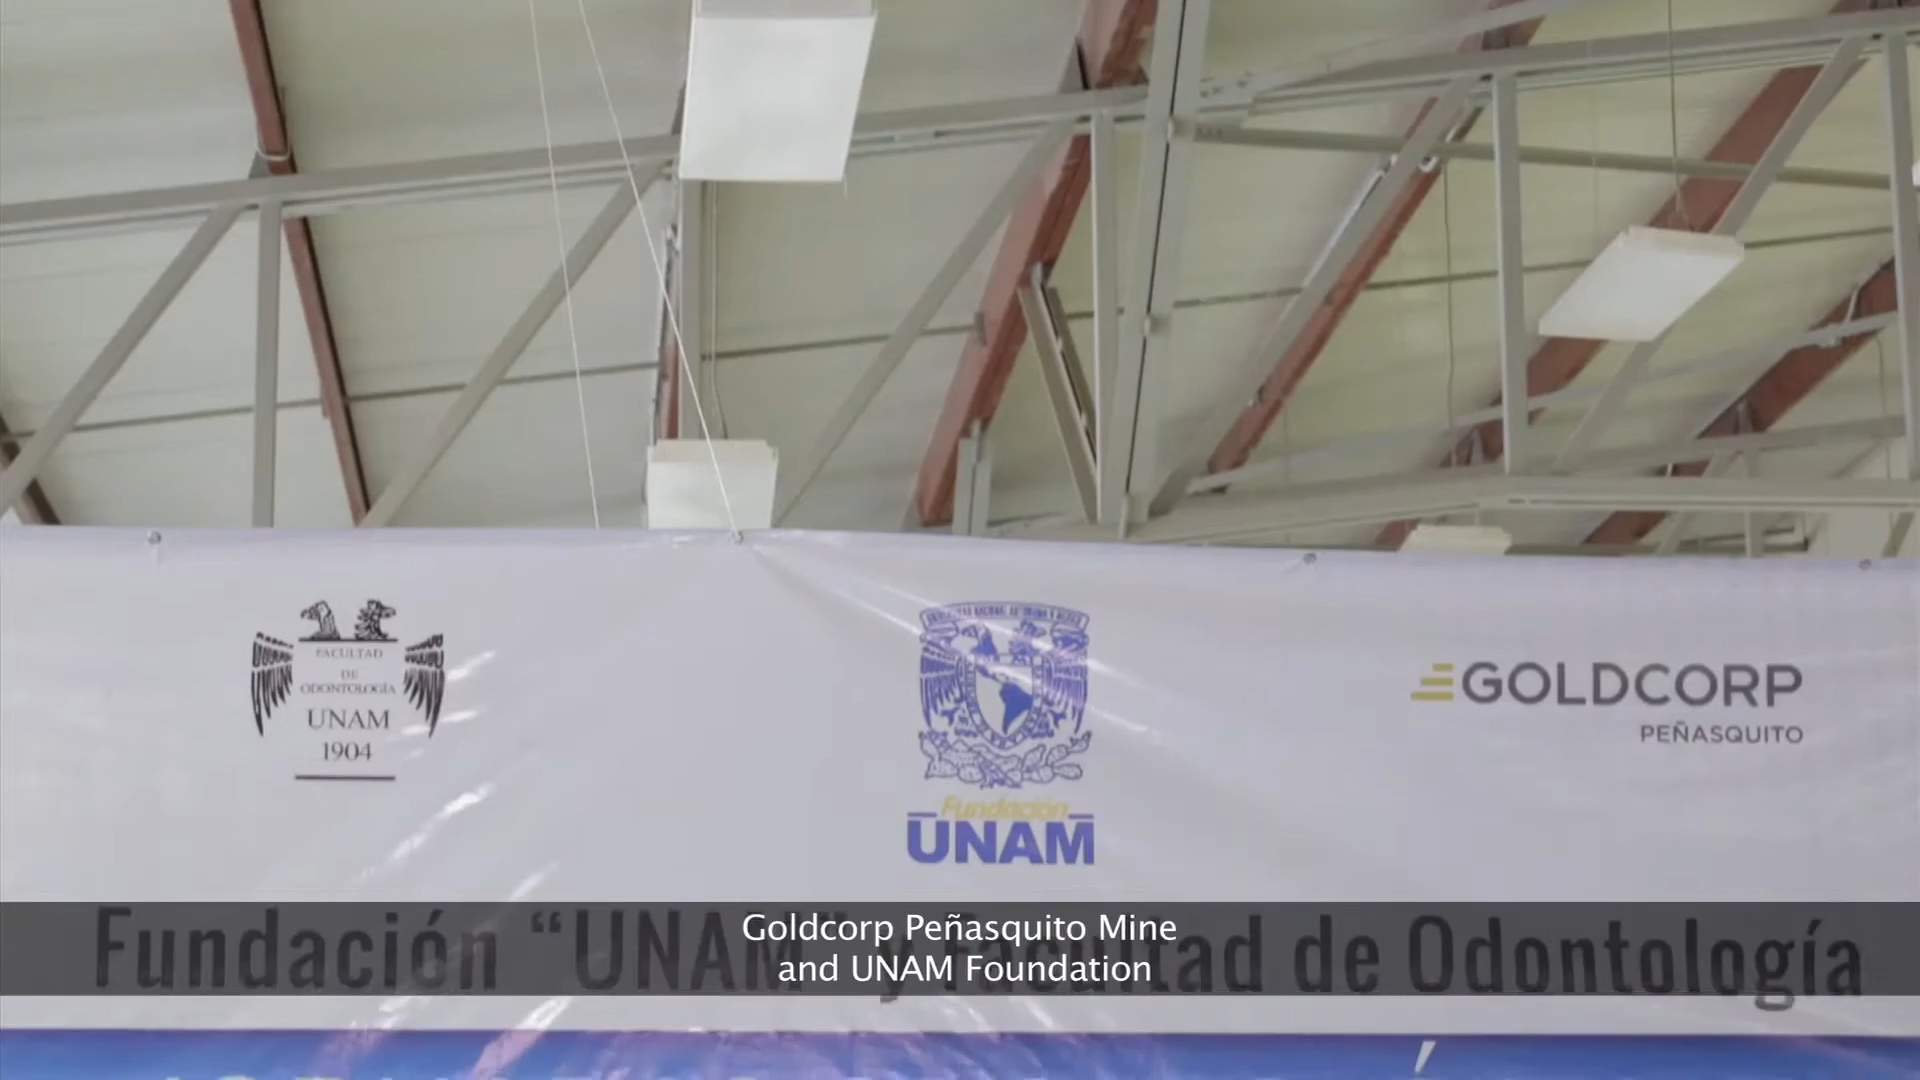 FACULTAD
DE
ODONTOLOGÍA
UNAM
1904
Fundación
UNAM
GOLDCORP
PEÑASQUITO
Fundación “UNAM” y Facultad de Odontología
Goldcorp Peñasquito Mine
and UNAM Foundation